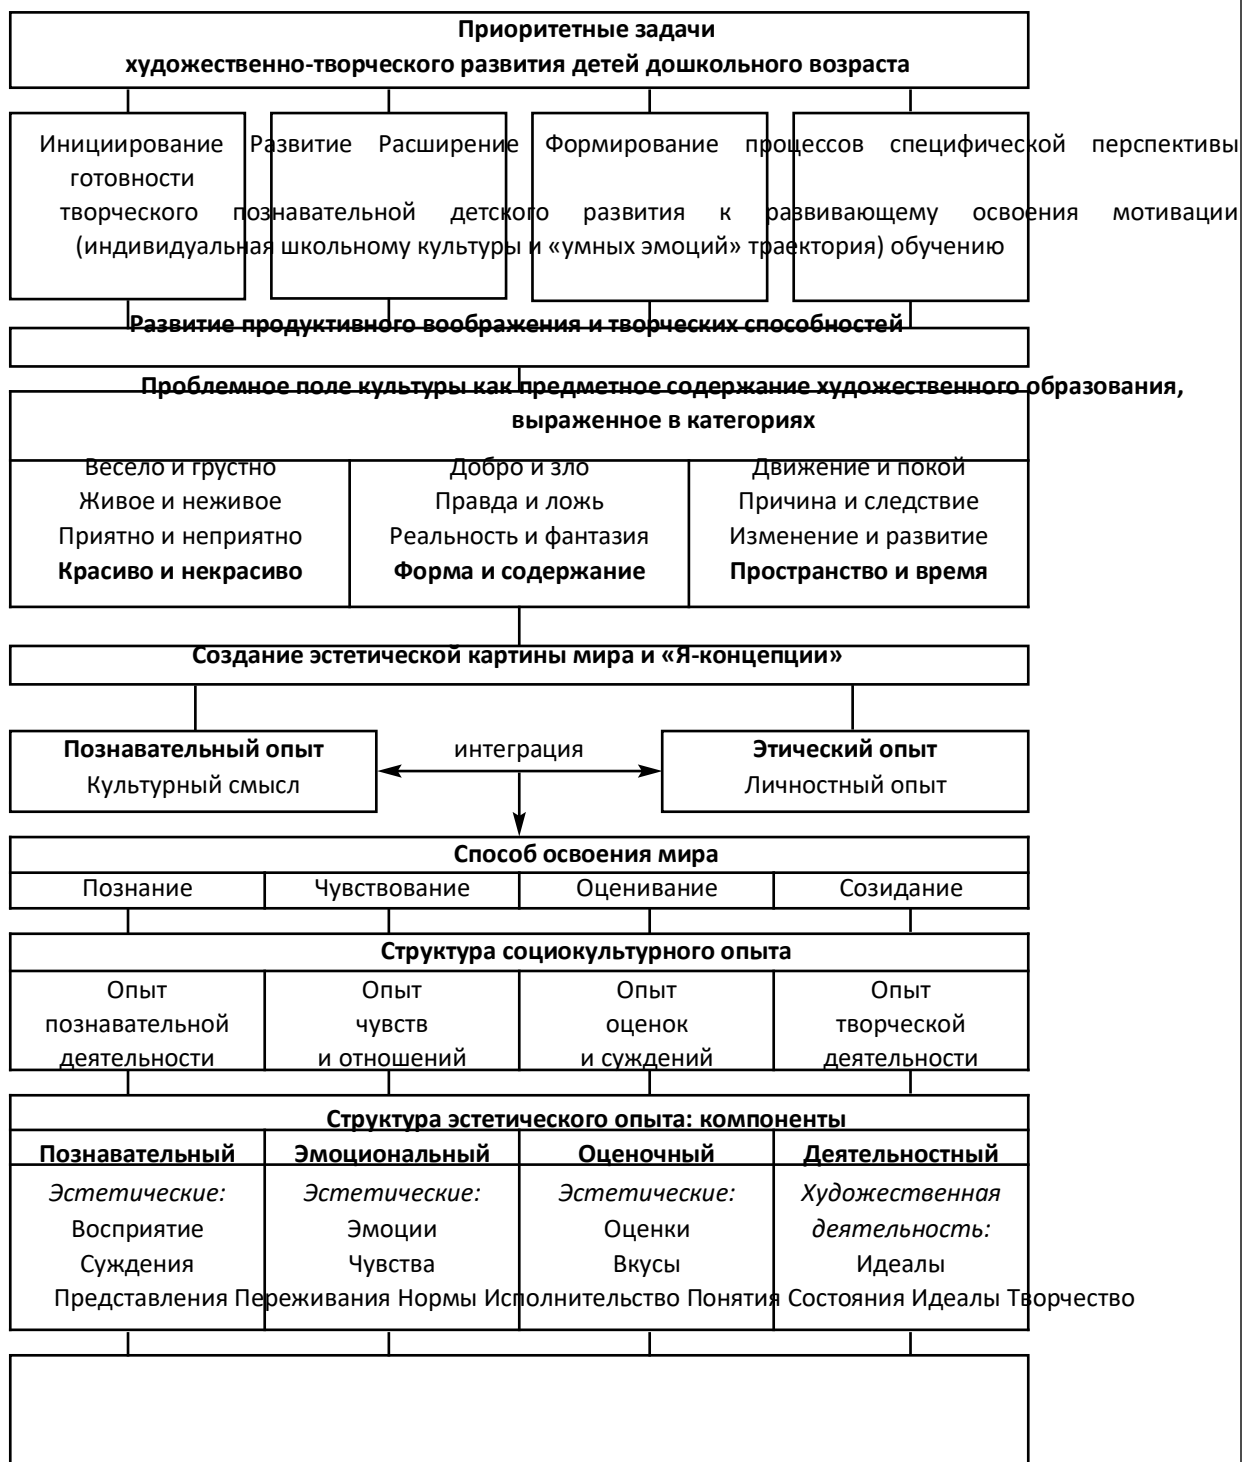 Приоритетные задачи
художественно-творческого развития детей дошкольного возраста
Инициирование Развитие Расширение Формирование процессов специфической перспективы
готовности
творческого познавательной детского развития к развивающему освоения мотивации
(индивидуальная школьному культуры и «умных эмоций» траектория) обучению
Развитие продуктивного воображения и творческих способностей
Проблемное поле культуры как предметное содержание художественного образования,
выраженное в категориях
Весело и грустно Добро и зло Движение и покой
Живое и неживое Правда и ложь Причина и следствие
Приятно и неприятно Реальность и фантазия Изменение и развитие
Красиво и некрасиво Форма и содержание Пространство и время
Создание эстетической картины мира и «Я-концепции»
Познавательный опыт интеграция Этический опыт
Культурный смысл Личностный опыт
Способ освоения мира
Познание Чувствование Оценивание Созидание
Структура социокультурного опыта
Опыт Опыт Опыт Опыт
познавательной чувств оценок творческой
деятельности и отношений и суждений деятельности
Структура эстетического опыта: компоненты
Познавательный Эмоциональный Оценочный Деятельностный
Эстетические: Эстетические: Эстетические: Художественная
Восприятие Эмоции Оценки деятельность:
Суждения Чувства Вкусы Идеалы
Представления Переживания Нормы Исполнительство Понятия Состояния Идеалы Творчество